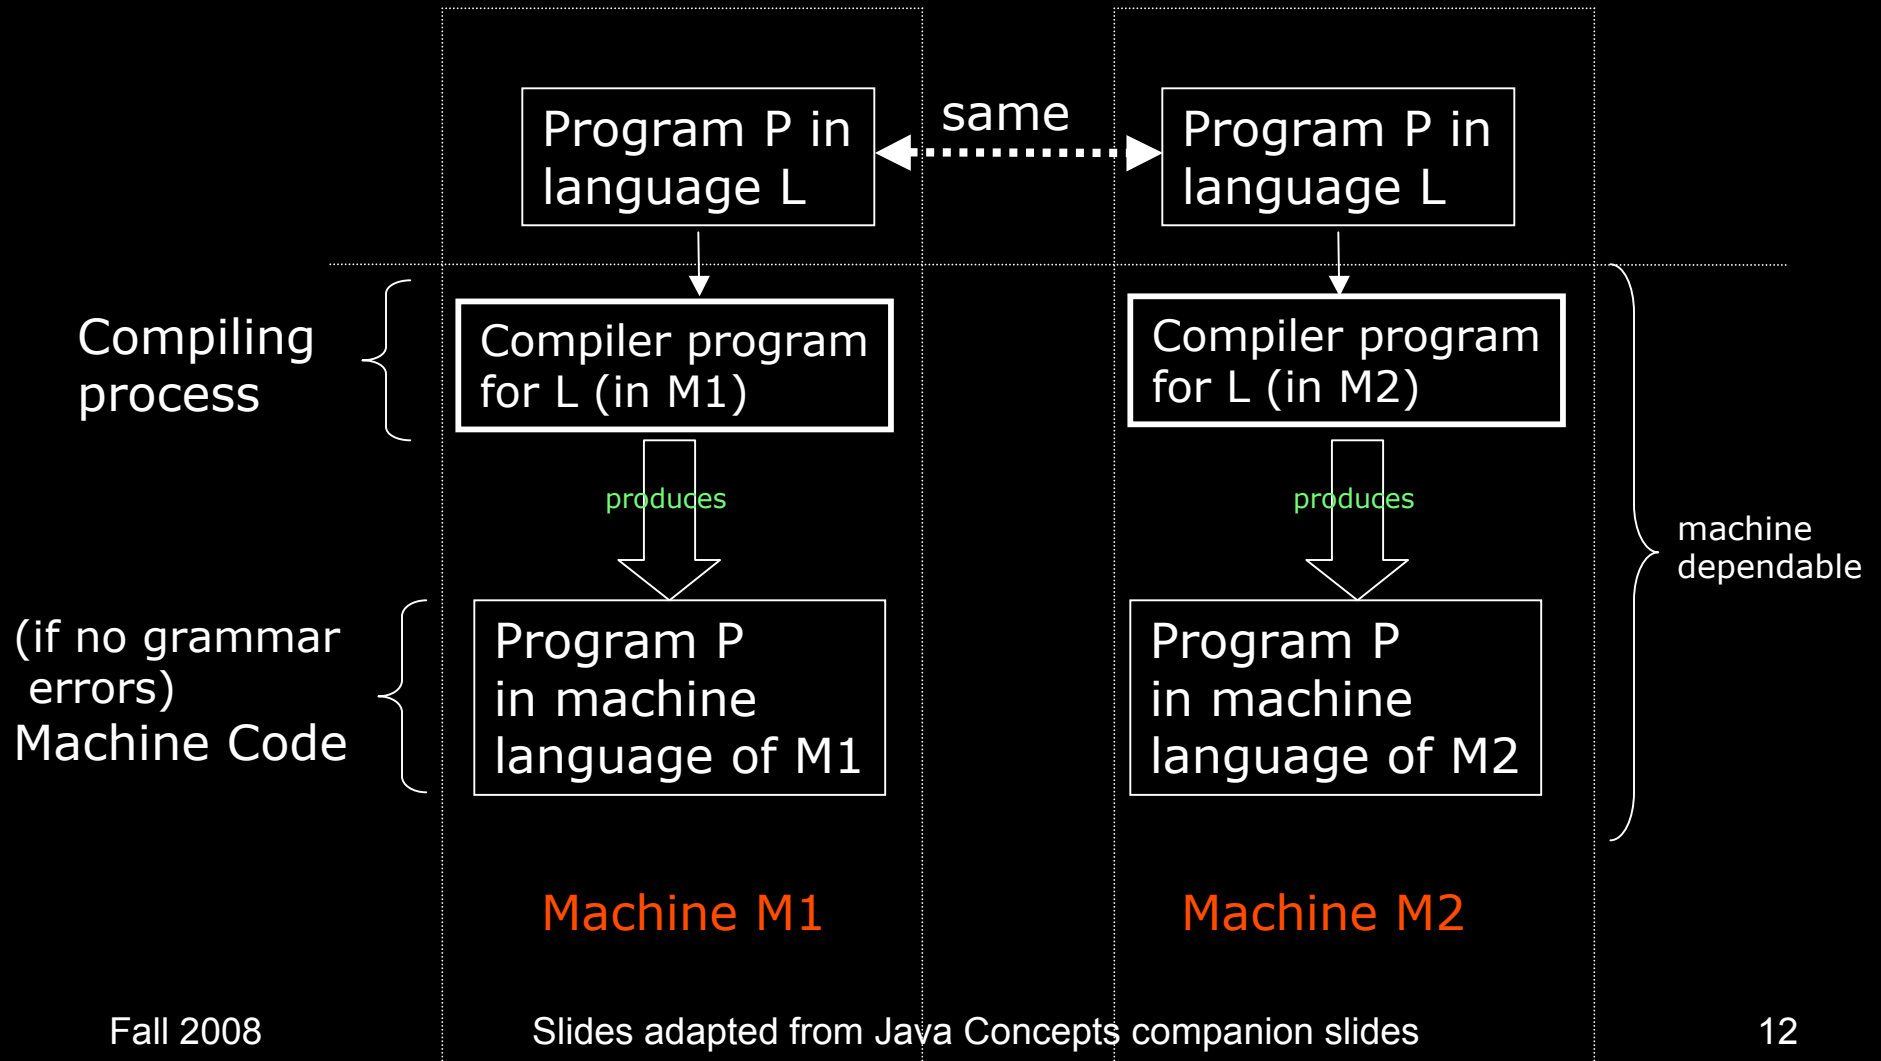 Program P in
language L
same
Program P in
language L
Compiling
process
Compiler program
for L (in M1)
Compiler program
for L (in M2)
produces
produces
machine
dependable
(if no grammar
errors)
Machine Code
Program P
in machine
language of M1
Program P
in machine
language of M2
Machine M1
Machine M2
Fall 2008
Slides adapted from Java Concepts companion slides
12